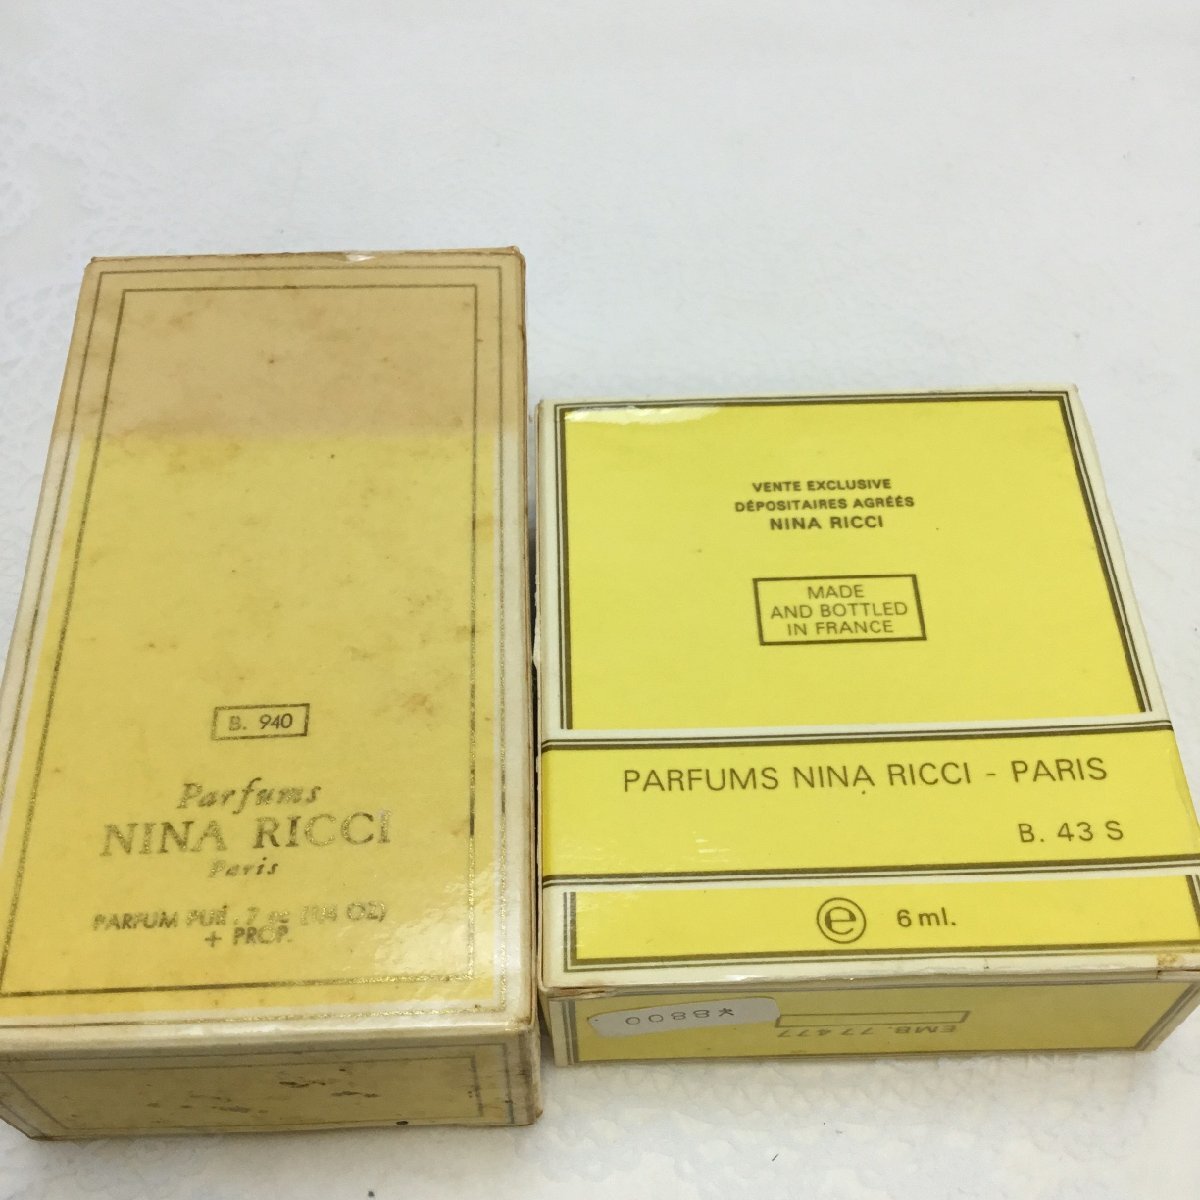 B. 940
Parfums
NINA RICCI
Paris
PARFUM
+ PROP.
VENTE EXCLUSIVE
DÉPOSITAIRES AGRÉÉS
NINA RICCI
MADE
AND BOTTLED
IN FRANCE
PARFUMS NINA RICCI - PARIS
B. 43 S
e 6 ml.
EMB. 77477